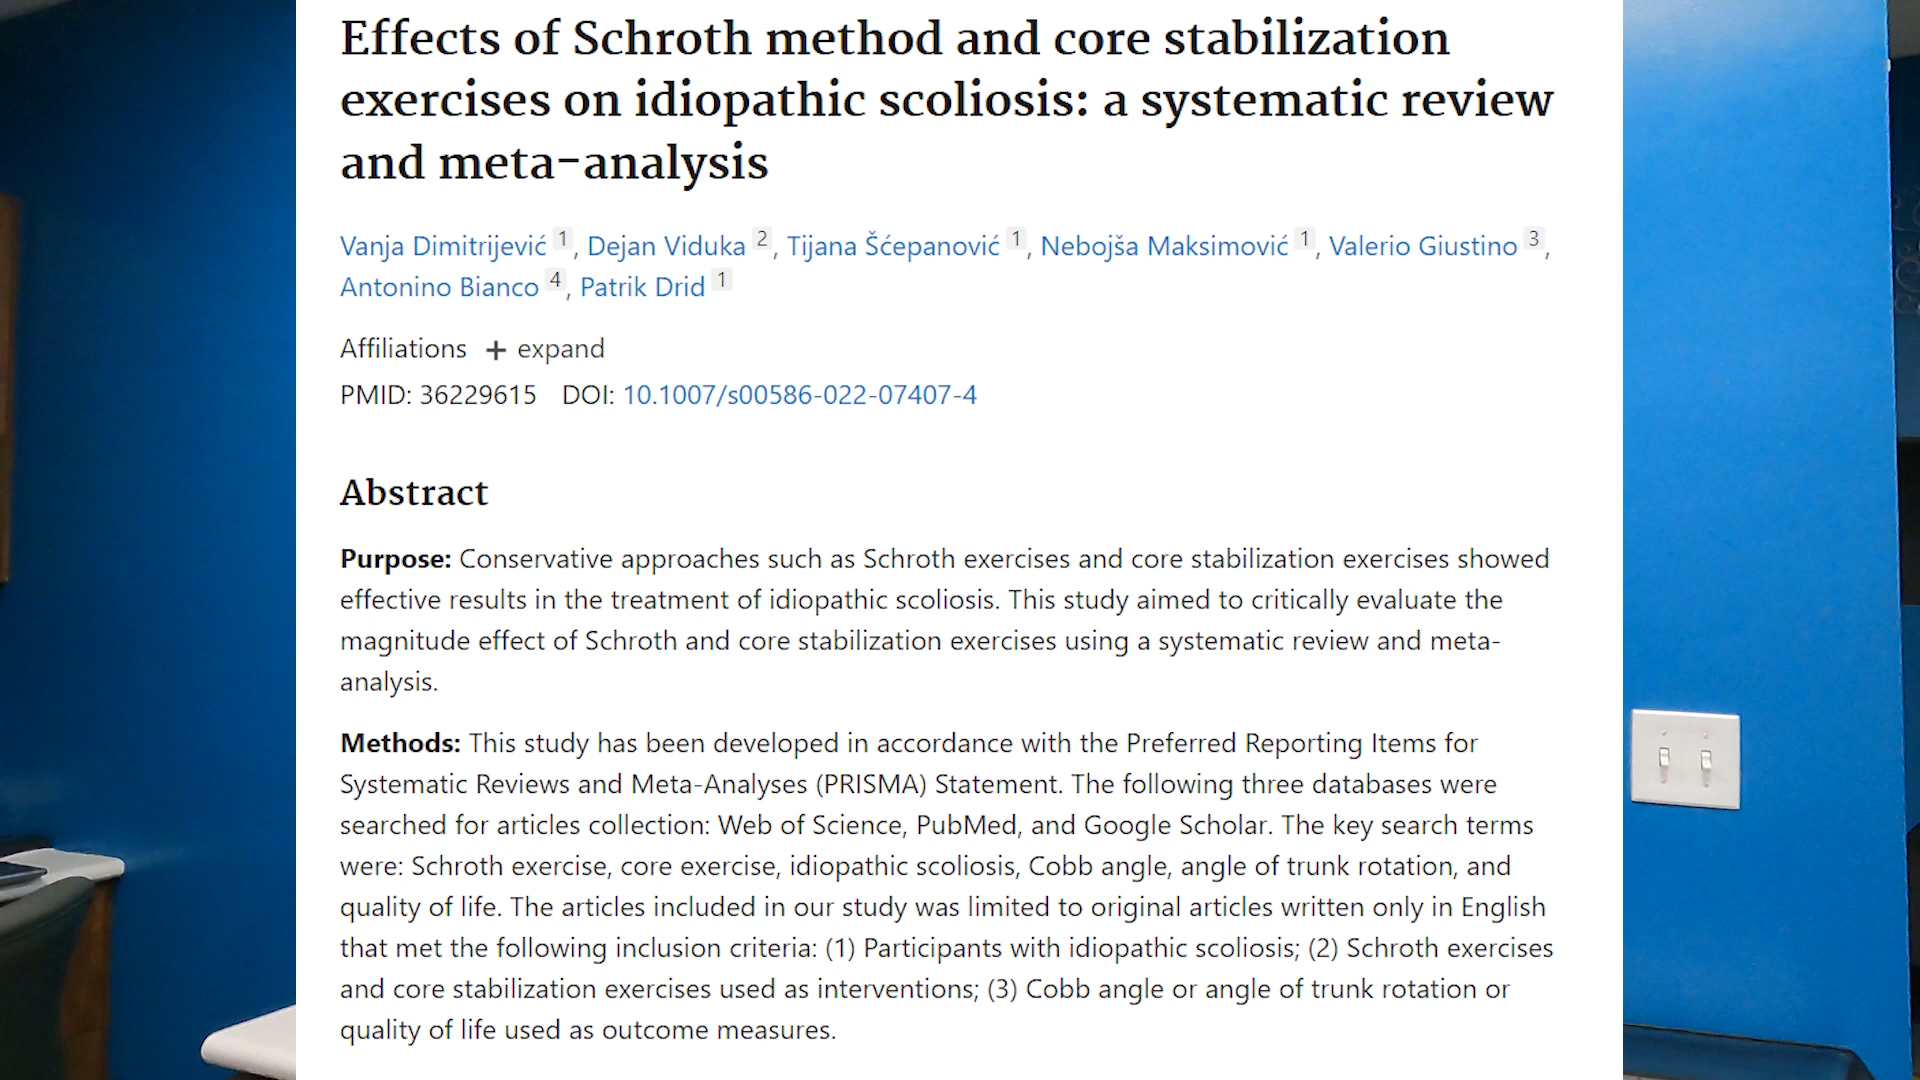 Effects of Schroth method and core stabilization
exercises on idiopathic scoliosis: a systematic review
and meta-analysis
Vanja Dimitrijević 1, Dejan Viduka 2, Tijana Šćepanović 1, Nebojša Maksimović 1, Valerio Giustino 3,
Antonino Bianco 4, Patrik Drid 1
Affiliations + expand
PMID: 36229615 DOI: 10.1007/s00586-022-07407-4
Abstract
Purpose: Conservative approaches such as Schroth exercises and core stabilization exercises showed
effective results in the treatment of idiopathic scoliosis. This study aimed to critically evaluate the
magnitude effect of Schroth and core stabilization exercises using a systematic review and meta-
analysis.
Methods: This study has been developed in accordance with the Preferred Reporting Items for
Systematic Reviews and Meta-Analyses (PRISMA) Statement. The following three databases were
searched for articles collection: Web of Science, PubMed, and Google Scholar. The key search terms
were: Schroth exercise, core exercise, idiopathic scoliosis, Cobb angle, angle of trunk rotation, and
quality of life. The articles included in our study was limited to original articles written only in English
that met the following inclusion criteria: (1) Participants with idiopathic scoliosis; (2) Schroth exercises
and core stabilization exercises used as interventions; (3) Cobb angle or angle of trunk rotation or
quality of life used as outcome measures.